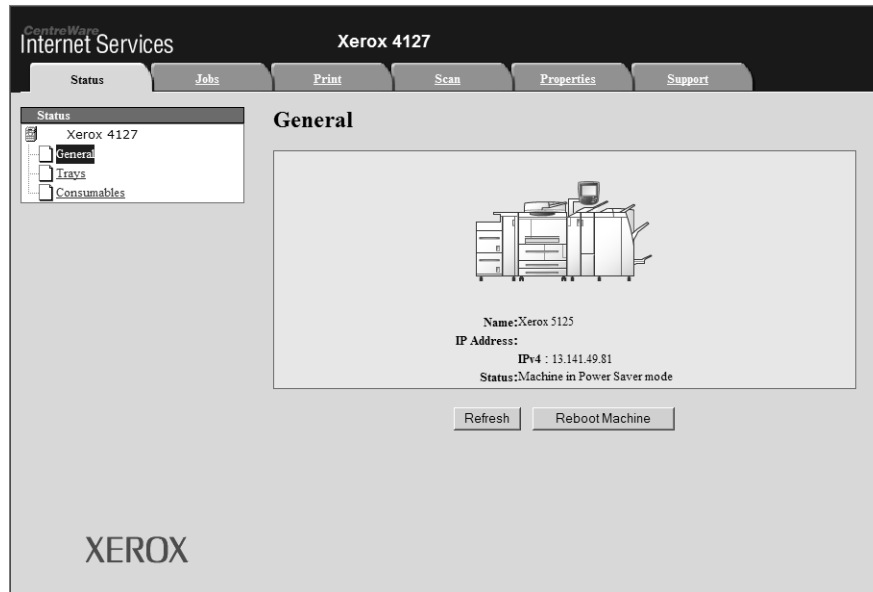 CentreWare
Internet Services
Xerox 4127
Status
Jobs
Print
Scan
Properties
Support
Status
Xerox 4127
General
Trays
Consumables
General
Name:Xerox 5125
IP Address:
IPv4 : 13.141.49.81
Status:Machine in Power Saver mode
Refresh
Reboot Machine
XEROX